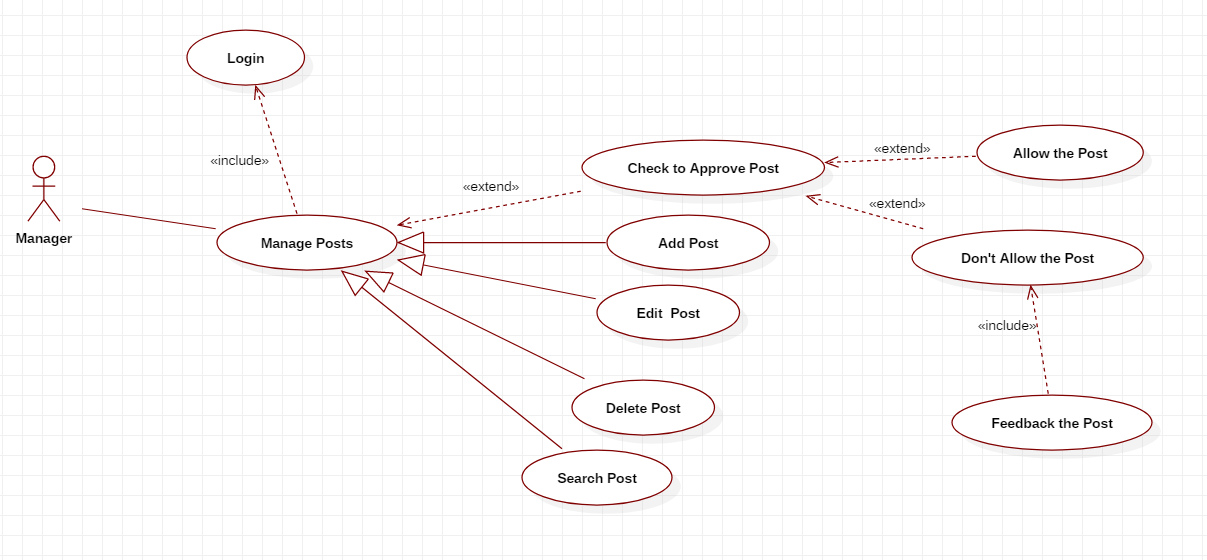 Login
«include»
Manager
Manage Posts
«extend»
Check to Approve Post
«extend»
Allow the Post
«extend»
Add Post
Don't Allow the Post
Edit  Post
«include»
Delete Post
Feedback the Post
Search Post